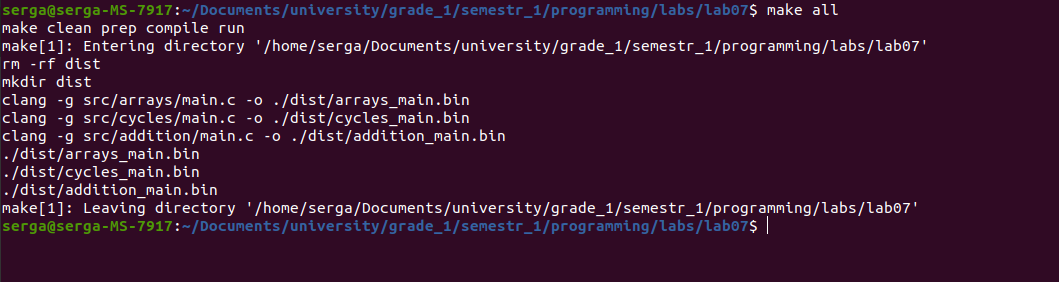 serga@serga-MS-7917:~/Documents/university/grade_1/semestr_1/programming/labs/lab07$ make all
make clean prep compile run
make[1]: Entering directory '/home/serga/Documents/university/grade_1/semestr_1/programming/labs/lab07'
rm -rf dist
mkdir dist
clang -g src/arrays/main.c -o ./dist/arrays_main.bin
clang -g src/cycles/main.c -o ./dist/cycles_main.bin
clang -g src/addition/main.c -o ./dist/addition_main.bin
./dist/arrays_main.bin
./dist/cycles_main.bin
./dist/addition_main.bin
make[1]: Leaving directory '/home/serga/Documents/university/grade_1/semestr_1/programming/labs/lab07'
serga@serga-MS-7917:~/Documents/university/grade_1/semestr_1/programming/labs/lab07$